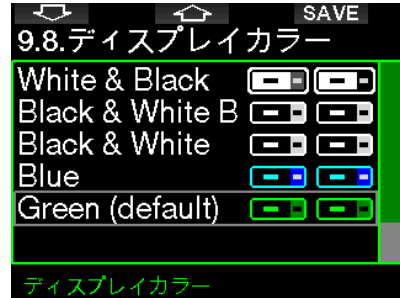 SAVE
9.8.ディスプレイカラー
White & Black
Black & White B
Black & White
Blue
Green (default)
ディスプレイカラー